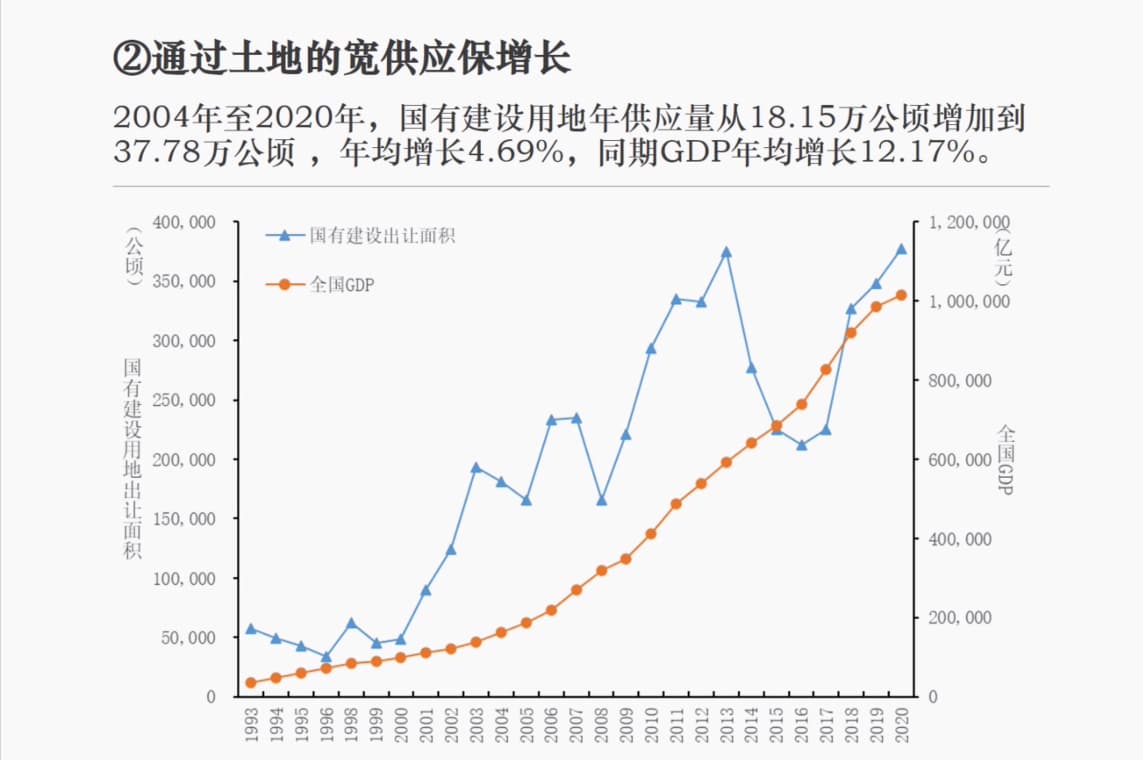 ②通过土地的宽供应保增长
2004年至2020年，国有建设用地年供应量从18.15万公顷增加到
37.78万公顷 ，年均增长4.69%，同期GDP年均增长12.17%。
（公顷）
国有建设用地出让面积
400,000
350,000
300,000
250,000
200,000
150,000
100,000
50,000
0
国有建设出让面积
全国GDP
1,200,000
1,000,000
800,000
600,000
400,000
200,000
0
（亿元）
全国GDP
1993 1994 1995 1996 1998 1999 2000 2001 2002 2003 2004 2005 2006 2007 2008 2009 2010 2011 2012 2013 2014 2015 2016 2017 2018 2019 2020